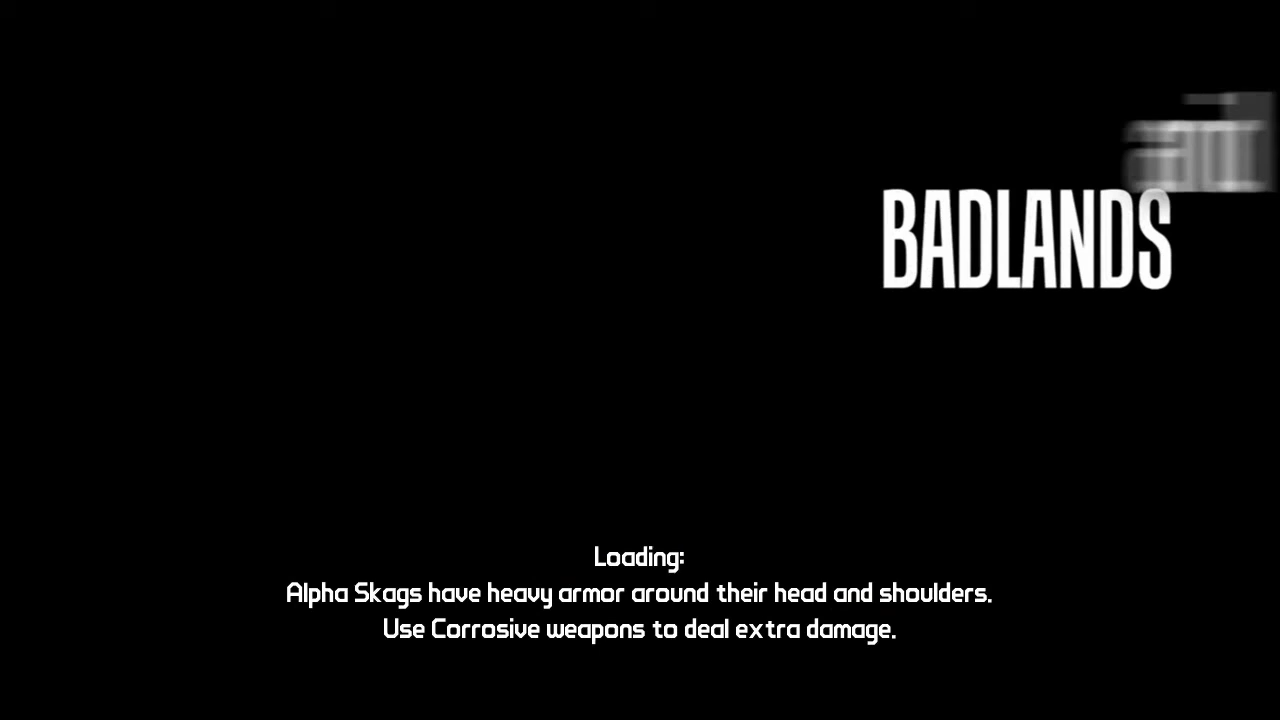 BADLANDS
Loading:
Alpha Skags have heavy armor around their head and shoulders.
Use Corrosive weapons to deal extra damage.